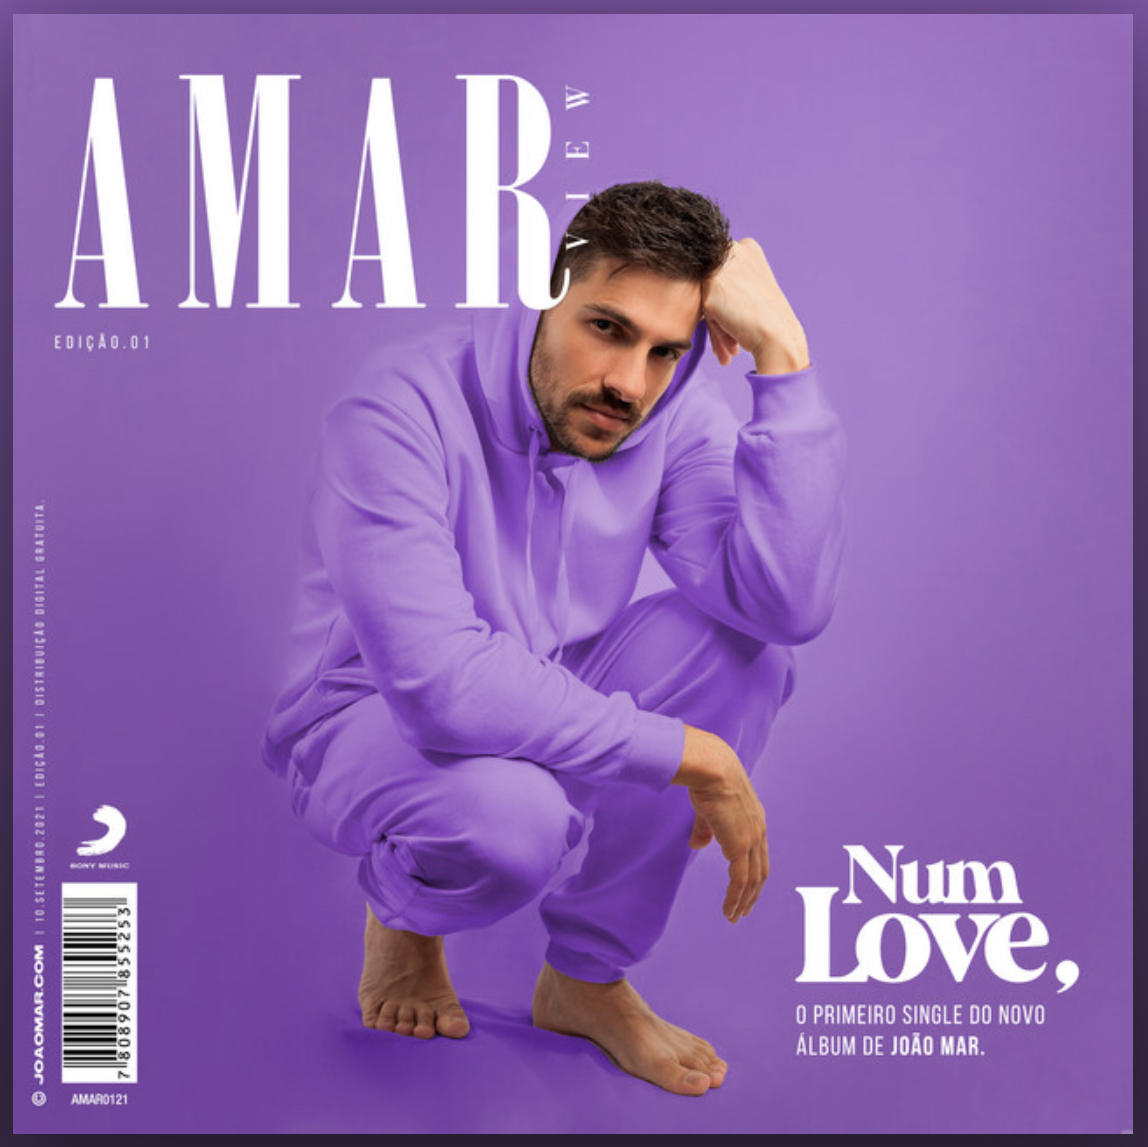 AMAR
VIEW
EDIÇÃO.01
© JOAOMAR.COM | 10.SETEMBRO.2021 | EDIÇÃO.01 | DISTRIBUIÇÃO DIGITAL GRATUITA.
SONY MUSIC
7808907855253
AMAR0121
Num
Love,
O PRIMEIRO SINGLE DO NOVO
ÁLBUM DE JOÃO MAR.